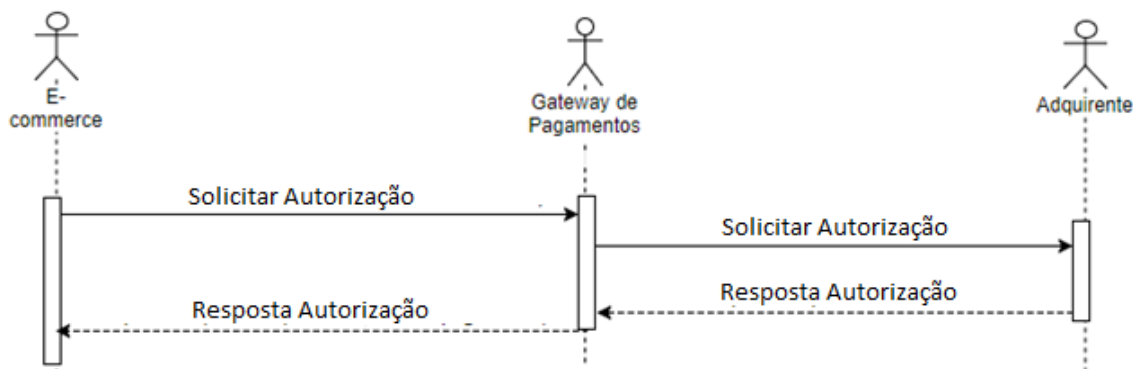 E-
commerce
Gateway de
Pagamentos
Adquirente
Solicitar Autorização
Solicitar Autorização
Resposta Autorização
Resposta Autorização